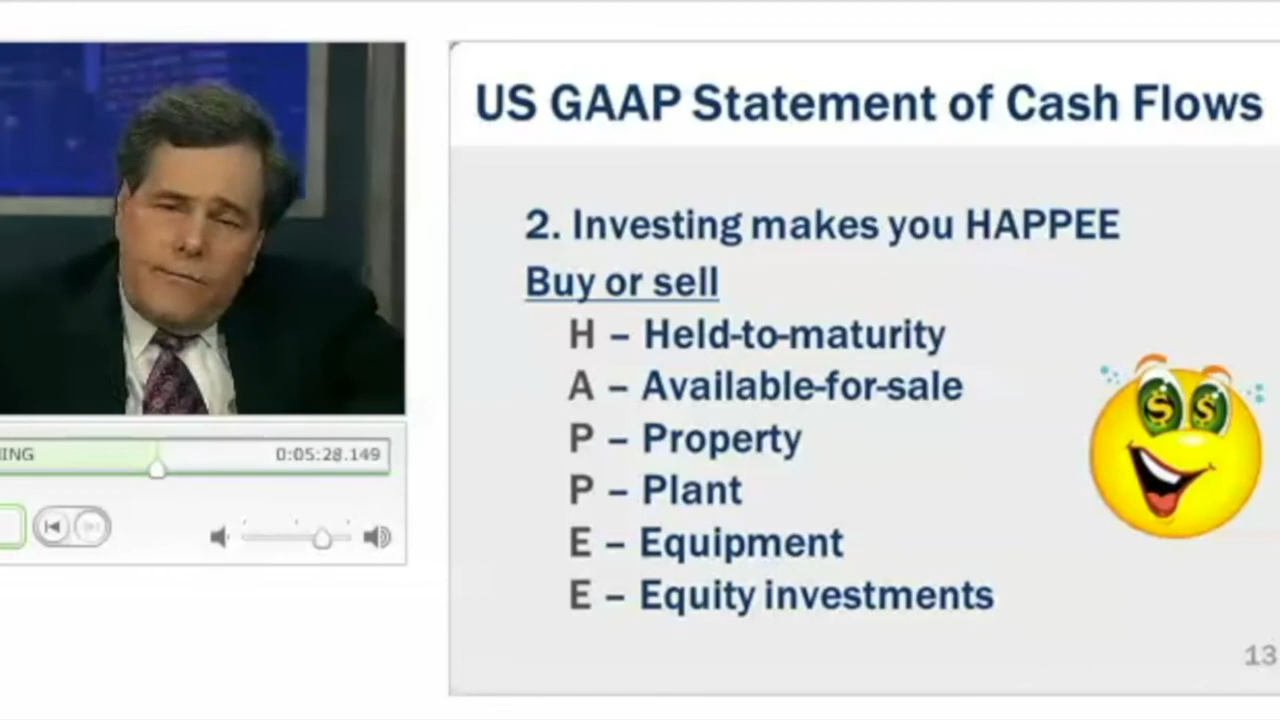 US GAAP Statement of Cash Flows
2. Investing makes you HAPPEE
Buy or sell
H – Held-to-maturity
A – Available-for-sale
P – Property
P – Plant
E – Equipment
E – Equity investments
13
ING 0:05:28.149
$ $